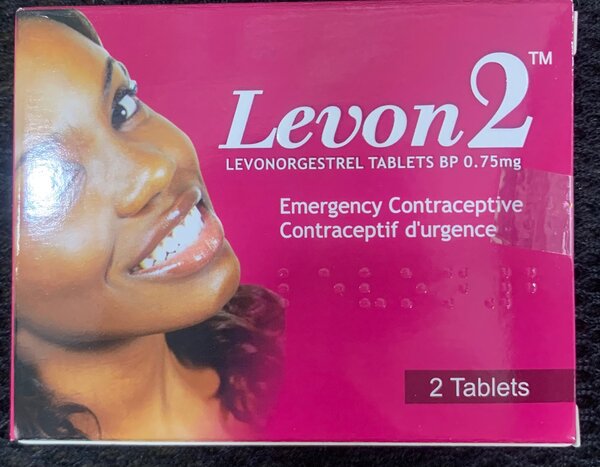 Levon2™
LEVONORGESTREL TABLETS BP 0.75mg
Emergency Contraceptive
Contraceptif d'urgence
2 Tablets